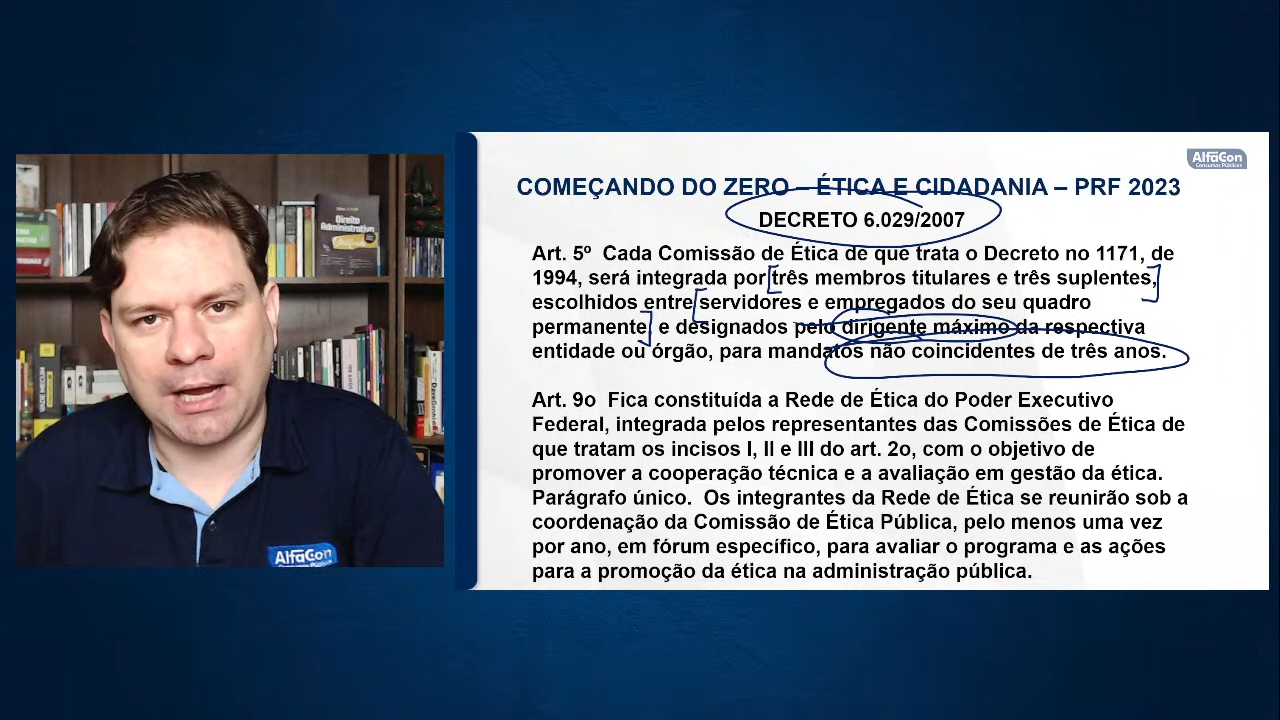 AlfaCon
Concursos Públicos
COMEÇANDO DO ZERO – ÉTICA E CIDADANIA – PRF 2023
DECRETO 6.029/2007
Art. 5º Cada Comissão de Ética de que trata o Decreto no 1171, de
1994, será integrada por três membros titulares e três suplentes,
escolhidos entre servidores e empregados do seu quadro
permanente, e designados pelo dirigente máximo da respectiva
entidade ou órgão, para mandatos não coincidentes de três anos.
Art. 9o Fica constituída a Rede de Ética do Poder Executivo
Federal, integrada pelos representantes das Comissões de Ética de
que tratam os incisos I, II e III do art. 2o, com o objetivo de
promover a cooperação técnica e a avaliação em gestão da ética.
Parágrafo único. Os integrantes da Rede de Ética se reunirão sob a
coordenação da Comissão de Ética Pública, pelo menos uma vez
por ano, em fórum específico, para avaliar o programa e as ações
para a promoção da ética na administração pública.
Direito
Administrativo
VADE MECUM
AlfaCon